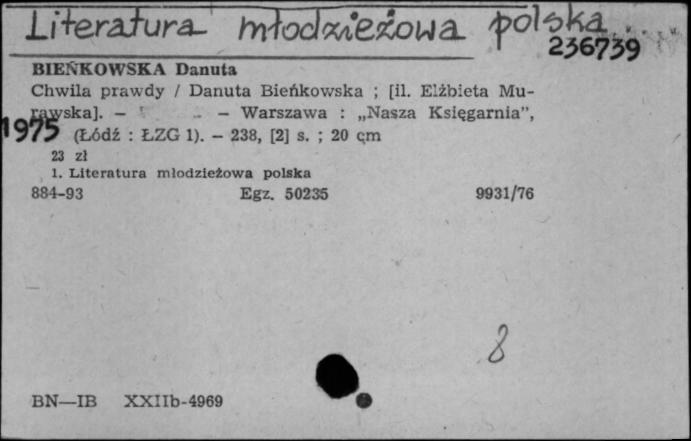 Literatura młodzieżowa polska
236739
BIEŃKOWSKA Danuta
Chwila prawdy / Danuta Bieńkowska ; [il. Elżbieta Mu-
rawska]. – – Warszawa : „Nasza Księgarnia”,
1975 (Łódź : ŁZG 1). – 238, [2] s. ; 20 cm
23 zł
1. Literatura młodzieżowa polska
884-93 Egz. 50235 9931/76
8
BN—IB XXIIb-4969